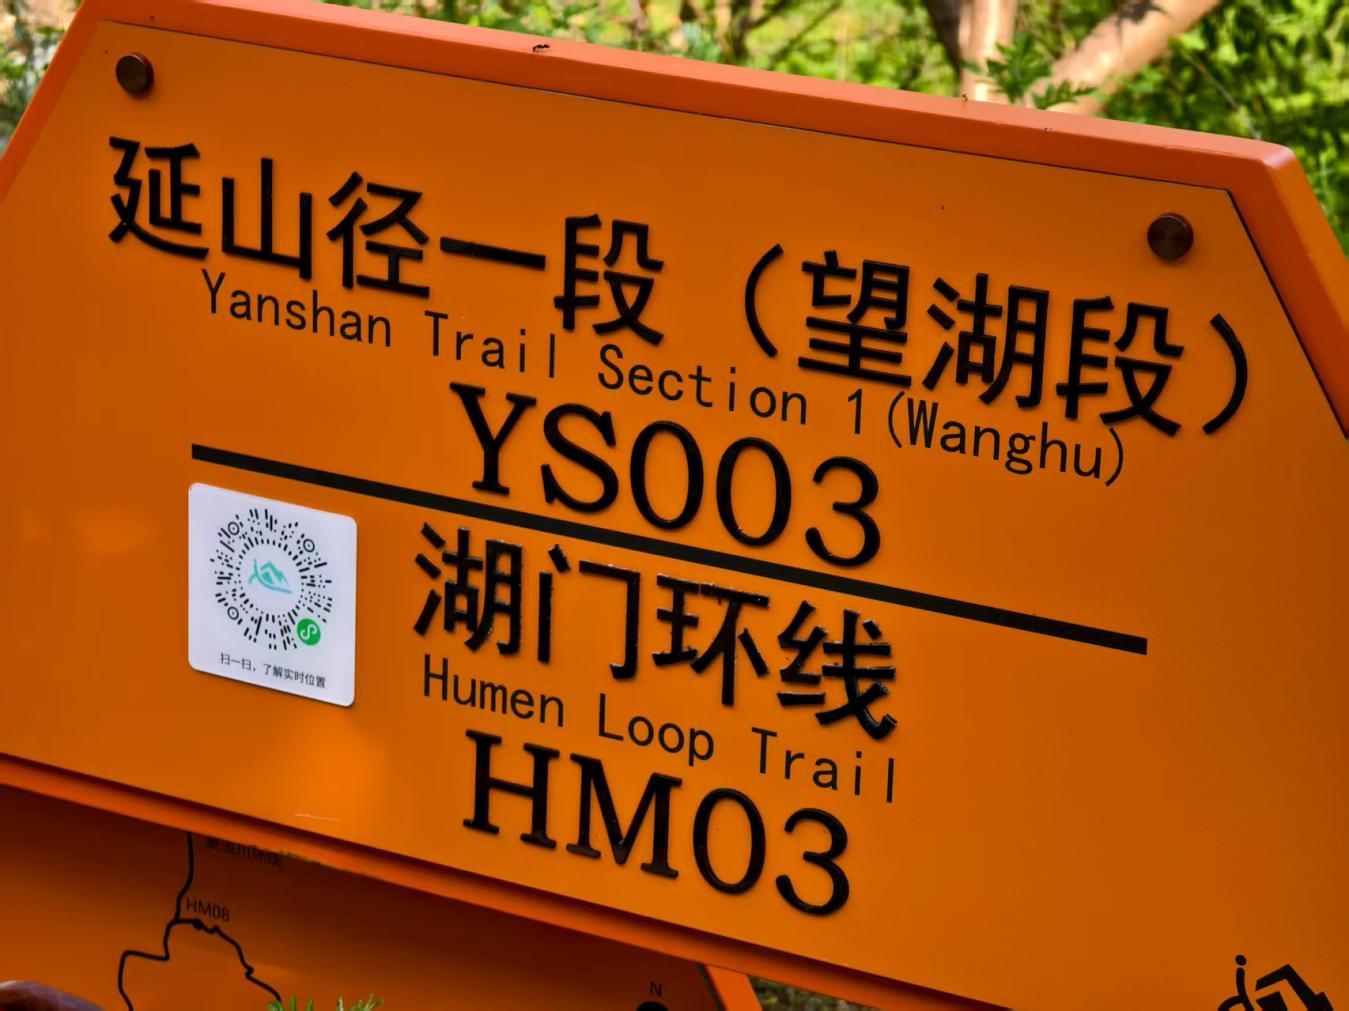 延山径一段（望湖段）
Yanshan Trail Section 1(Wanghu)
YS003
扫一扫，了解实时位置
湖门环线
Humen Loop Trail
HM03
HM08
N